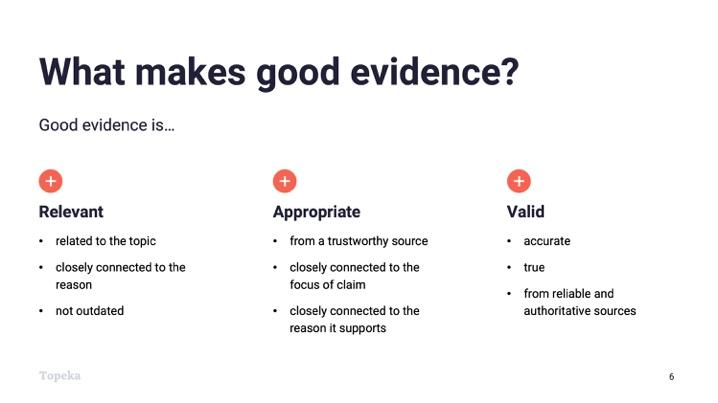 What makes good evidence?
Good evidence is...
Relevant
• related to the topic
• closely connected to the
reason
• not outdated
Appropriate
• from a trustworthy source
• closely connected to the
focus of claim
• closely connected to the
reason it supports
Valid
• accurate
• true
• from reliable and
authoritative sources
Topeka
6